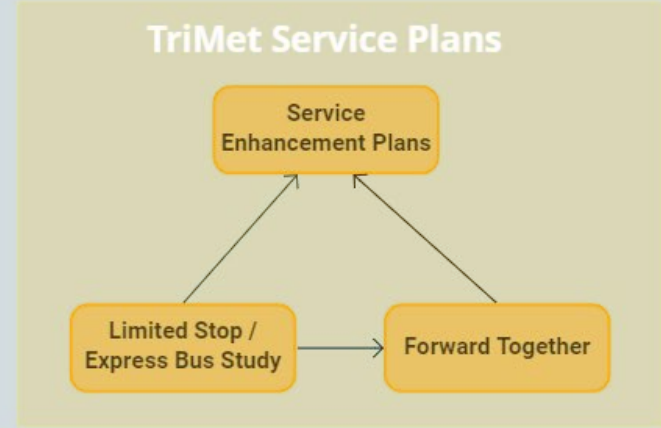 TriMet Service Plans
Service
Enhancement Plans
Limited Stop /
Express Bus Study
Forward Together